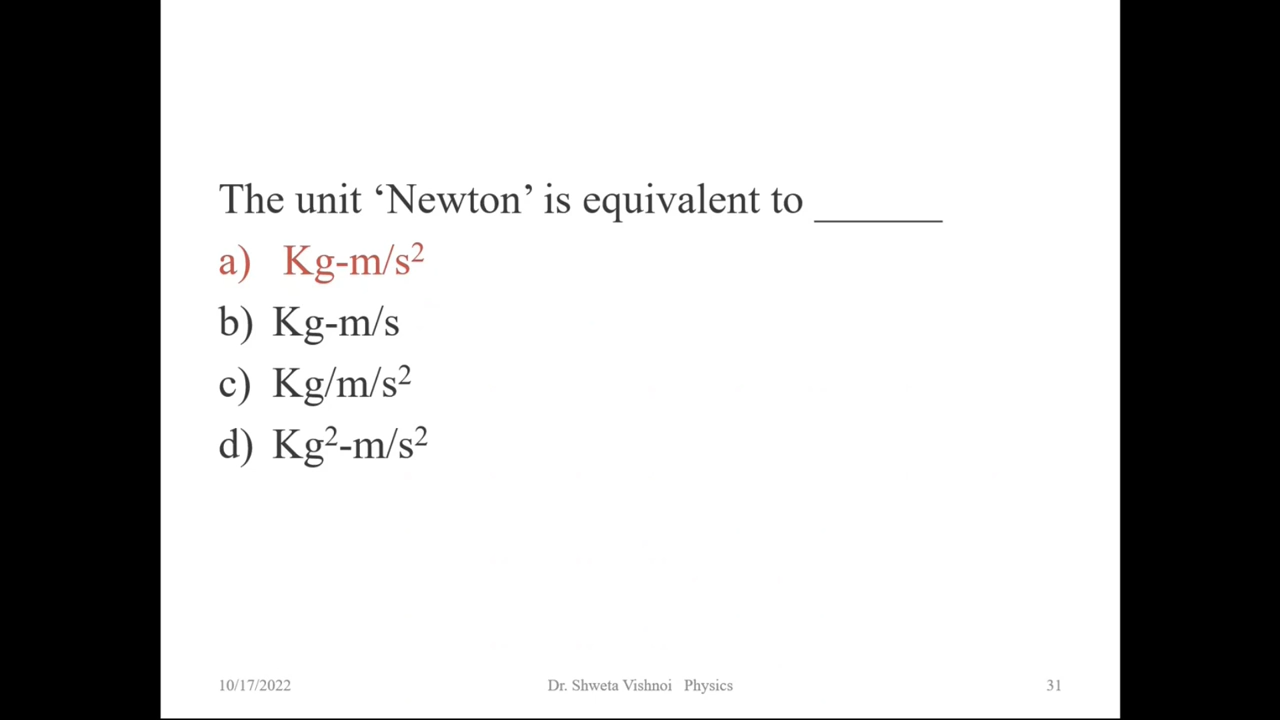 The unit ‘Newton’ is equivalent to ______
a) Kg-m/s²
b) Kg-m/s
c) Kg/m/s²
d) Kg²-m/s²
10/17/2022 Dr. Shweta Vishnoi Physics 31